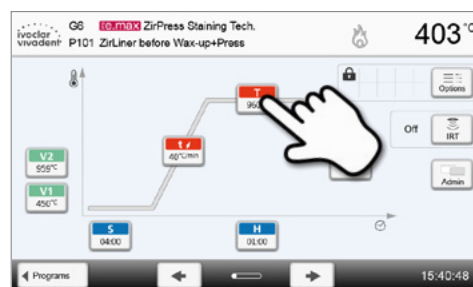 ivoclar vivadent
G6 e.max ZirPress Staining Tech.
P101 ZirLiner before Wax-up+Press
403°C
Options
T
960
Off
IRT
t
40°C/min
V2
959°C
Admin
V1
450°C
S
04:00
H
01:00
Programs
15:40:48